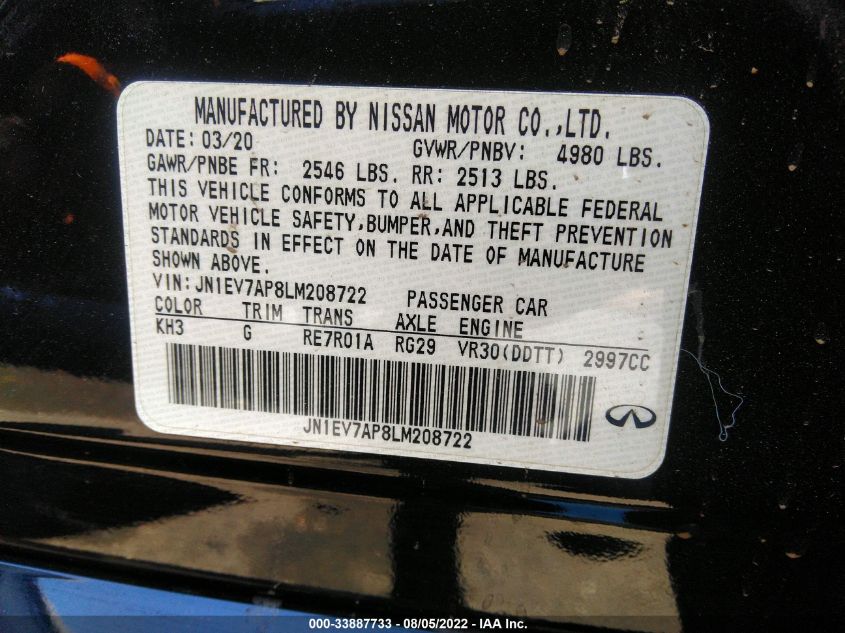 MANUFACTURED BY NISSAN MOTOR CO.,LTD.
DATE: 03/20 GVWR/PNBV: 4980 LBS.
GAWR/PNBE FR: 2546 LBS. RR: 2513 LBS.
THIS VEHICLE CONFORMS TO ALL APPLICABLE FEDERAL
MOTOR VEHICLE SAFETY,BUMPER,AND THEFT PREVENTION
STANDARDS IN EFFECT ON THE DATE OF MANUFACTURE
SHOWN ABOVE.
VIN:JN1EV7AP8LM208722 PASSENGER CAR
COLOR TRIM TRANS AXLE ENGINE
KH3 G RE7R01A RG29 VR30(DDTT) 2997CC
JN1EV7AP8LM208722
000-33887733 - 08/05/2022 - IAA Inc.